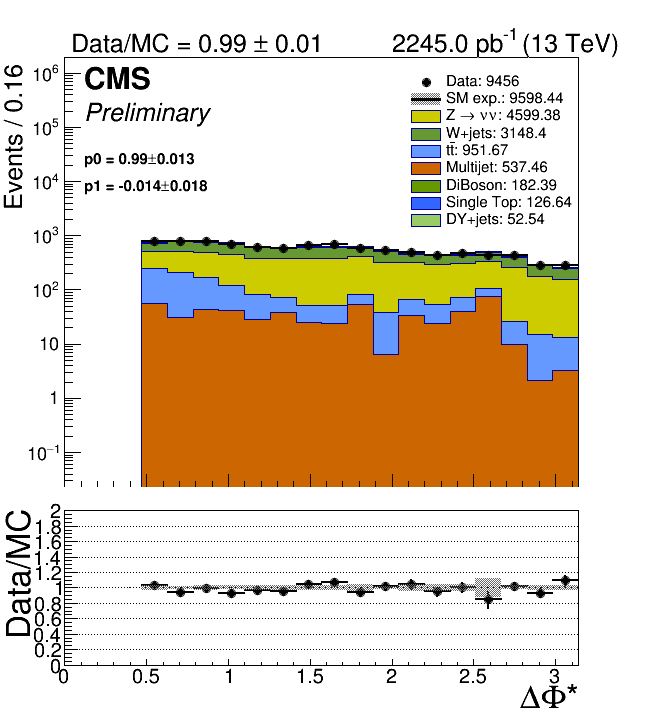 Data/MC = 0.99 ± 0.01 2245.0 pb⁻¹ (13 TeV)
CMS
Preliminary
p0 = 0.99±0.013
p1 = -0.014±0.018
Data: 9456
SM exp.: 9598.44
Z → νν: 4599.38
W+jets: 3148.4
tt̄: 951.67
Multijet: 537.46
DiBoson: 182.39
Single Top: 126.64
DY+jets: 52.54
Events / 0.16
10⁶
10⁵
10⁴
10³
10²
10
1
10⁻¹
Data/MC
2
1.8
1.6
1.4
1.2
1
0.8
0.6
0.4
0.2
0
0 0.5 1 1.5 2 2.5 3
ΔΦ*